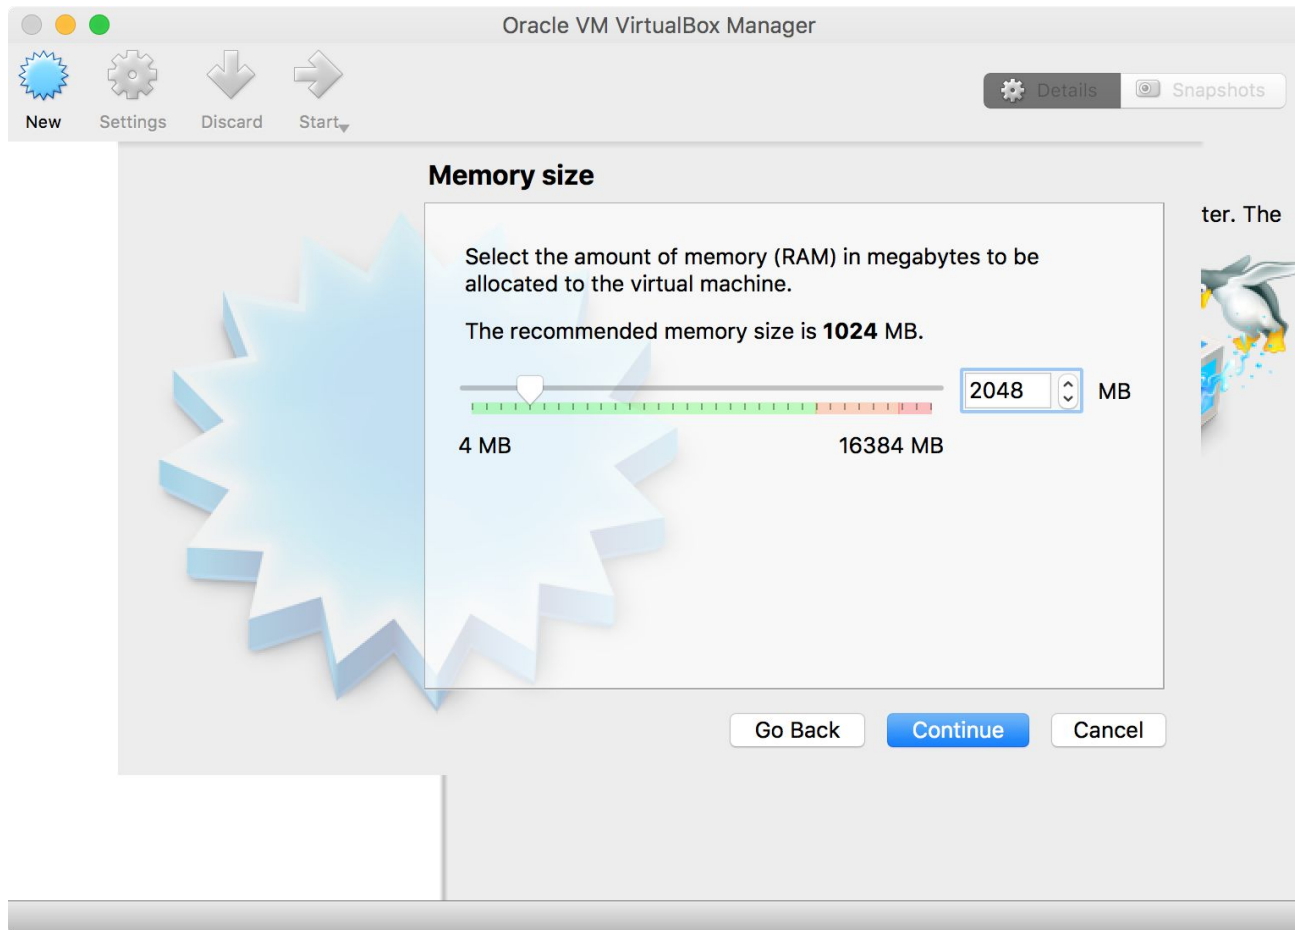 Oracle VM VirtualBox Manager
New
Settings
Discard
Start
Details
Snapshots
Memory size
ter. The
Select the amount of memory (RAM) in megabytes to be
allocated to the virtual machine.
The recommended memory size is 1024 MB.
2048 MB
4 MB
16384 MB
Go Back
Continue
Cancel